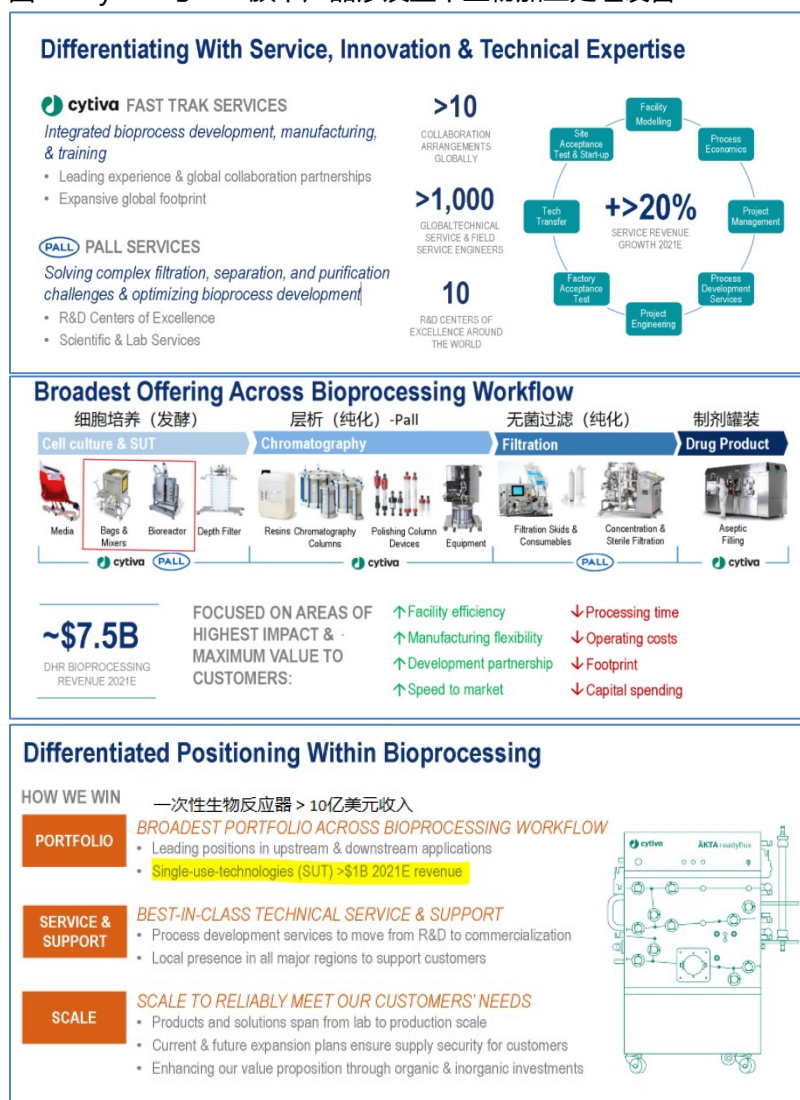 Differentiating With Service, Innovation & Technical Expertise
cytiva FAST TRAK SERVICES
Integrated bioprocess development, manufacturing,
& training
• Leading experience & global collaboration partnerships
• Expansive global footprint
PALL PALL SERVICES
Solving complex filtration, separation, and purification
challenges & optimizing bioprocess development
• R&D Centers of Excellence
• Scientific & Lab Services
>10
COLLABORATION
ARRANGEMENTS
GLOBALLY
>1,000
GLOBALTECHNICAL
SERVICE & FIELD
SERVICE ENGINEERS
10
R&D CENTERS OF
EXCELLENCE AROUND
THE WORLD
Facility
Modelling
Process
Economics
Project
Management
Process
Development
Services
Project
Engineering
Factory
Acceptance
Test
Tech
Transfer
Site
Acceptance
Test & Start-up
+>20%
SERVICE REVENUE
GROWTH 2021E
Broadest Offering Across Bioprocessing Workflow
细胞培养（发酵） 层析（纯化）-Pall 无菌过滤（纯化） 制剂罐装
Cell culture & SUT Chromatography Filtration Drug Product
Media
Bags &
Mixers
Bioreactor
Depth Filter
Resins
Chromatography
Columns
Polishing Column
Devices
Equipment
Filtration Skids &
Consumables
Concentration &
Sterile Filtration
Aseptic
Filling
cytiva PALL cytiva PALL cytiva
~$7.5B
DHR BIOPROCESSING
REVENUE 2021E
FOCUSED ON AREAS OF
HIGHEST IMPACT &
MAXIMUM VALUE TO
CUSTOMERS:
↑Facility efficiency
↑Manufacturing flexibility
↑Development partnership
↑Speed to market
↓Processing time
↓Operating costs
↓Footprint
↓Capital spending
Differentiated Positioning Within Bioprocessing
HOW WE WIN
一次性生物反应器 > 10亿美元收入
PORTFOLIO
BROADEST PORTFOLIO ACROSS BIOPROCESSING WORKFLOW
• Leading positions in upstream & downstream applications
• Single-use-technologies (SUT) >$1B 2021E revenue
SERVICE &
SUPPORT
BEST-IN-CLASS TECHNICAL SERVICE & SUPPORT
• Process development services to move from R&D to commercialization
• Local presence in all major regions to support customers
SCALE
SCALE TO RELIABLY MEET OUR CUSTOMERS' NEEDS
• Products and solutions span from lab to production scale
• Current & future expansion plans ensure supply security for customers
• Enhancing our value proposition through organic & inorganic investments
cytiva ÄKTA readyflux